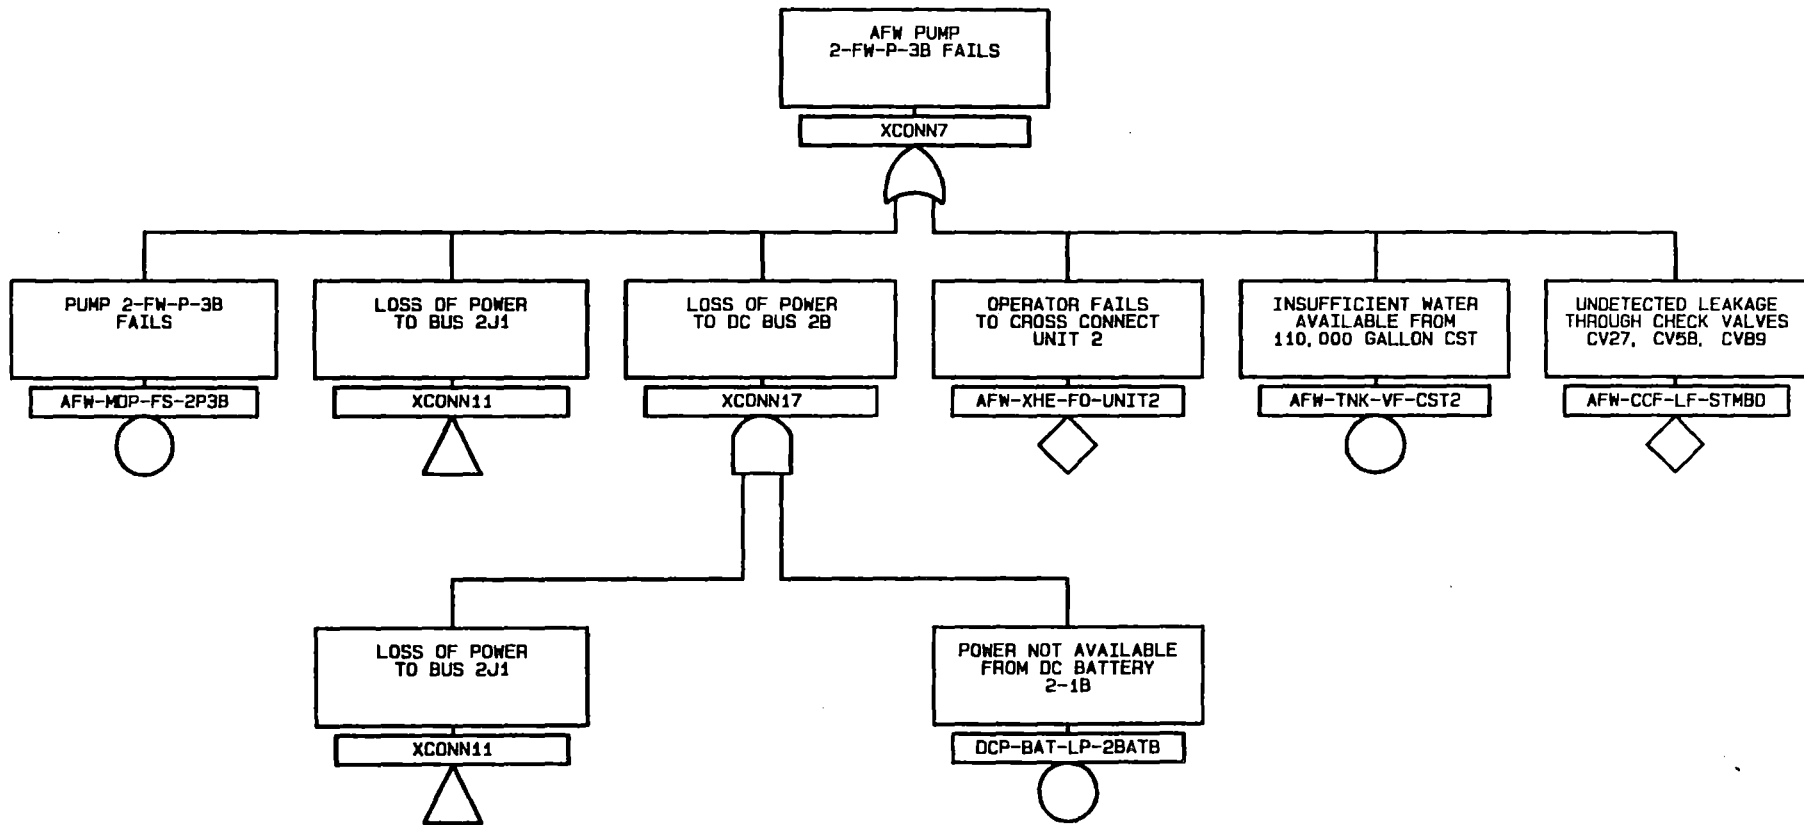 AFW PUMP
2-FW-P-3B FAILS
XCONN7
PUMP 2-FW-P-3B
FAILS
AFW-MDP-FS-2P3B
LOSS OF POWER
TO BUS 2J1
XCONN11
LOSS OF POWER
TO DC BUS 2B
XCONN17
OPERATOR FAILS
TO CROSS CONNECT
UNIT 2
AFW-XHE-FO-UNIT2
INSUFFICIENT WATER
AVAILABLE FROM
110,000 GALLON CST
AFW-TNK-VF-CST2
UNDETECTED LEAKAGE
THROUGH CHECK VALVES
CV27, CV58, CV89
AFW-CCF-LF-STMBD
LOSS OF POWER
TO BUS 2J1
XCONN11
POWER NOT AVAILABLE
FROM DC BATTERY
2-1B
DCP-BAT-LP-2BATB